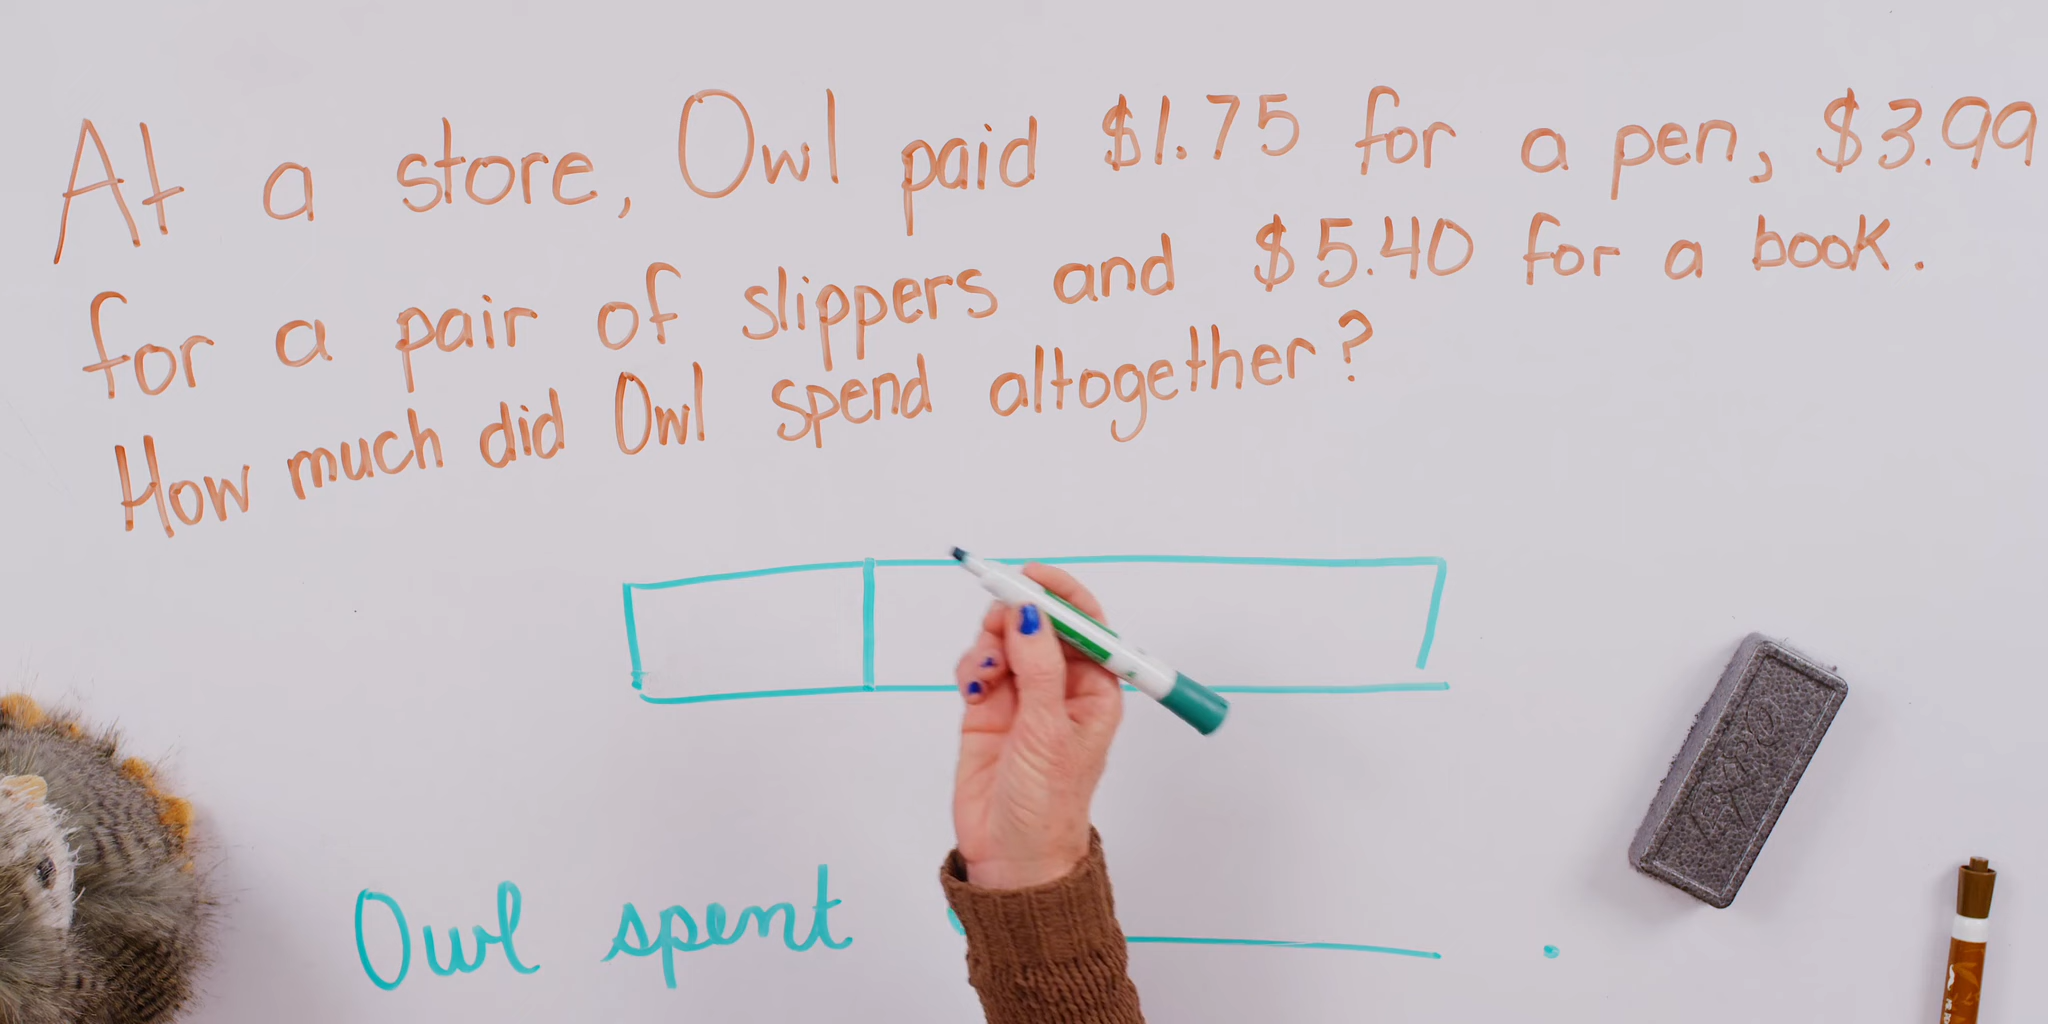 At a store, Owl paid $1.75 for a pen, $3.99
for a pair of slippers and $5.40 for a book.
How much did Owl spend altogether?
Owl spent
EXPO